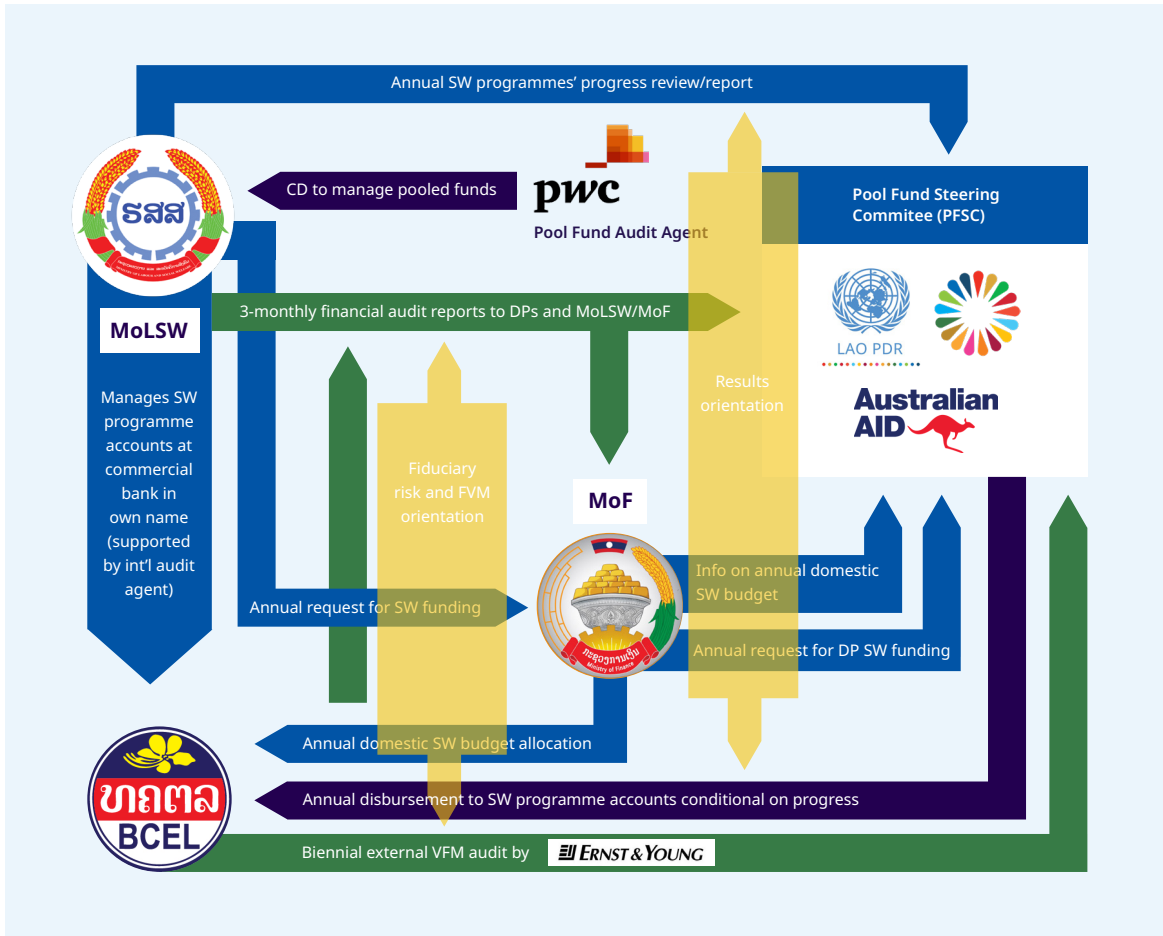 Annual SW programmes’ progress review/report
ຣສສ
CD to manage pooled funds
pwc
Pool Fund Audit Agent
Pool Fund Steering
Commitee (PFSC)
MoLSW
3-monthly financial audit reports to DPs and MoLSW/MoF
LAO PDR
Australian
AID
Manages SW
programme
accounts at
commercial
bank in
own name
(supported
by int’l audit
agent)
Results
orientation
Fiduciary
risk and FVM
orientation
MoF
ກະຊວງການເງິນ
Ministry of Finance
Info on annual domestic
SW budget
Annual request for SW funding
Annual request for DP SW funding
Annual domestic SW budget allocation
ທຄຕລ
BCEL
Annual disbursement to SW programme accounts conditional on progress
Biennial external VFM audit by
ERNST & YOUNG